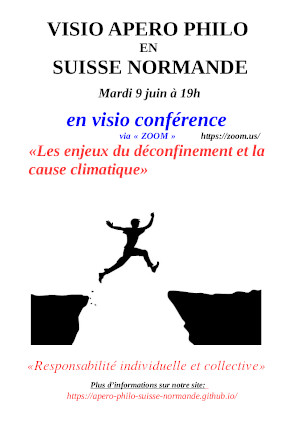 VISIO APERO PHILO
EN
SUISSE NORMANDE
Mardi 9 juin à 19h
en visio conférence
via « ZOOM » https://zoom.us/
«Les enjeux du déconfinement et la
cause climatique»
«Responsabilité individuelle et collective»
Plus d'informations sur notre site:
https://apero-philo-suisse-normande.github.io/